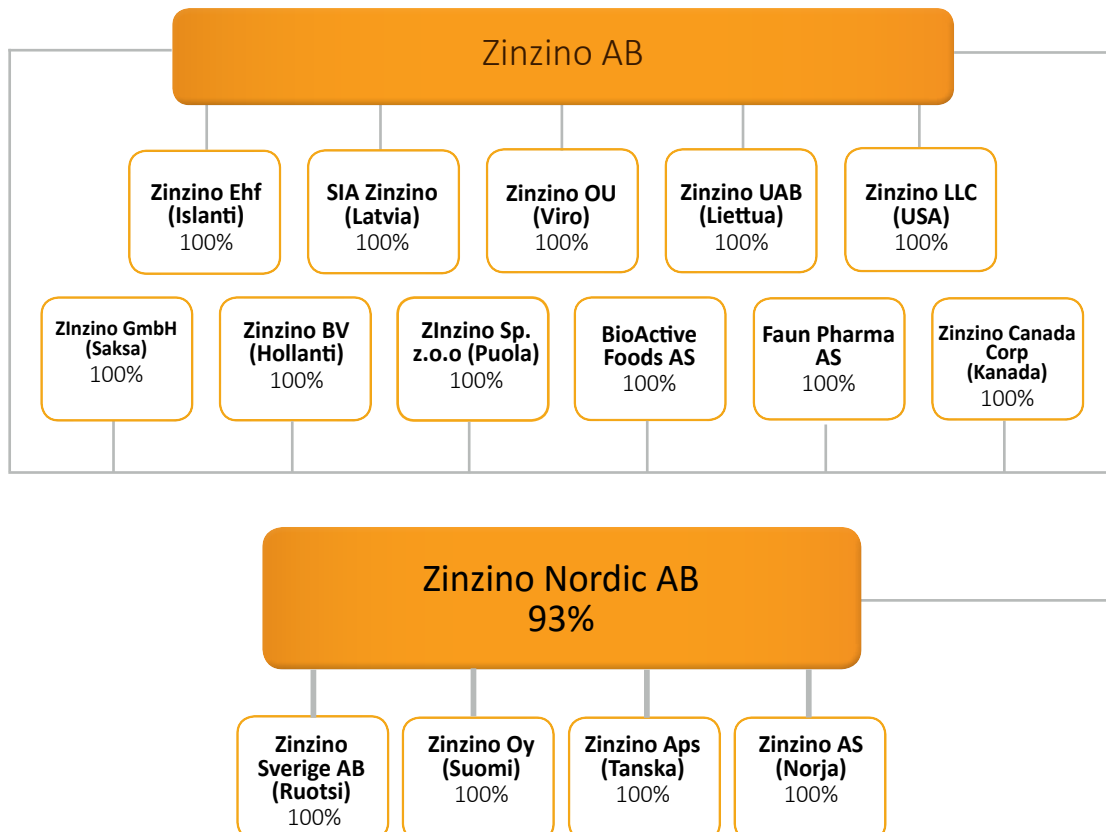 Zinzino AB
Zinzino Ehf
(Islanti)
100%
SIA Zinzino
(Latvia)
100%
Zinzino OU
(Viro)
100%
Zinzino UAB
(Liettua)
100%
Zinzino LLC
(USA)
100%
ZInzino GmbH
(Saksa)
100%
Zinzino BV
(Hollanti)
100%
ZInzino Sp.
z.o.o (Puola)
100%
BioActive
Foods AS
100%
Faun Pharma
AS
100%
Zinzino Canada
Corp
(Kanada)
100%
Zinzino Nordic AB
93%
Zinzino
Sverige AB
(Ruotsi)
100%
Zinzino Oy
(Suomi)
100%
Zinzino Aps
(Tanska)
100%
Zinzino AS
(Norja)
100%